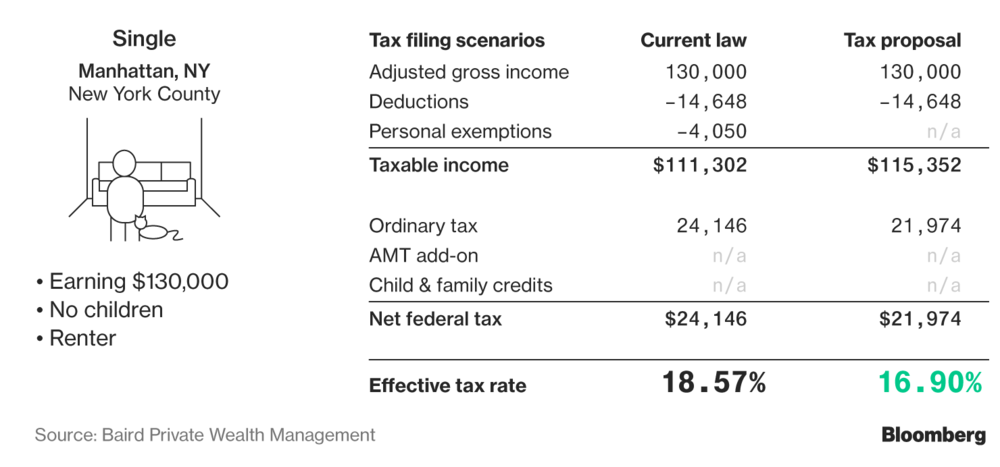 Single
Manhattan, NY
New York County
• Earning $130,000
• No children
• Renter
Tax filing scenarios Current law Tax proposal
Adjusted gross income 130,000 130,000
Deductions −14,648 −14,648
Personal exemptions −4,050 n/a
Taxable income $111,302 $115,352
Ordinary tax 24,146 21,974
AMT add-on n/a n/a
Child & family credits n/a n/a
Net federal tax $24,146 $21,974
Effective tax rate 18.57% 16.90%
Source: Baird Private Wealth Management
Bloomberg